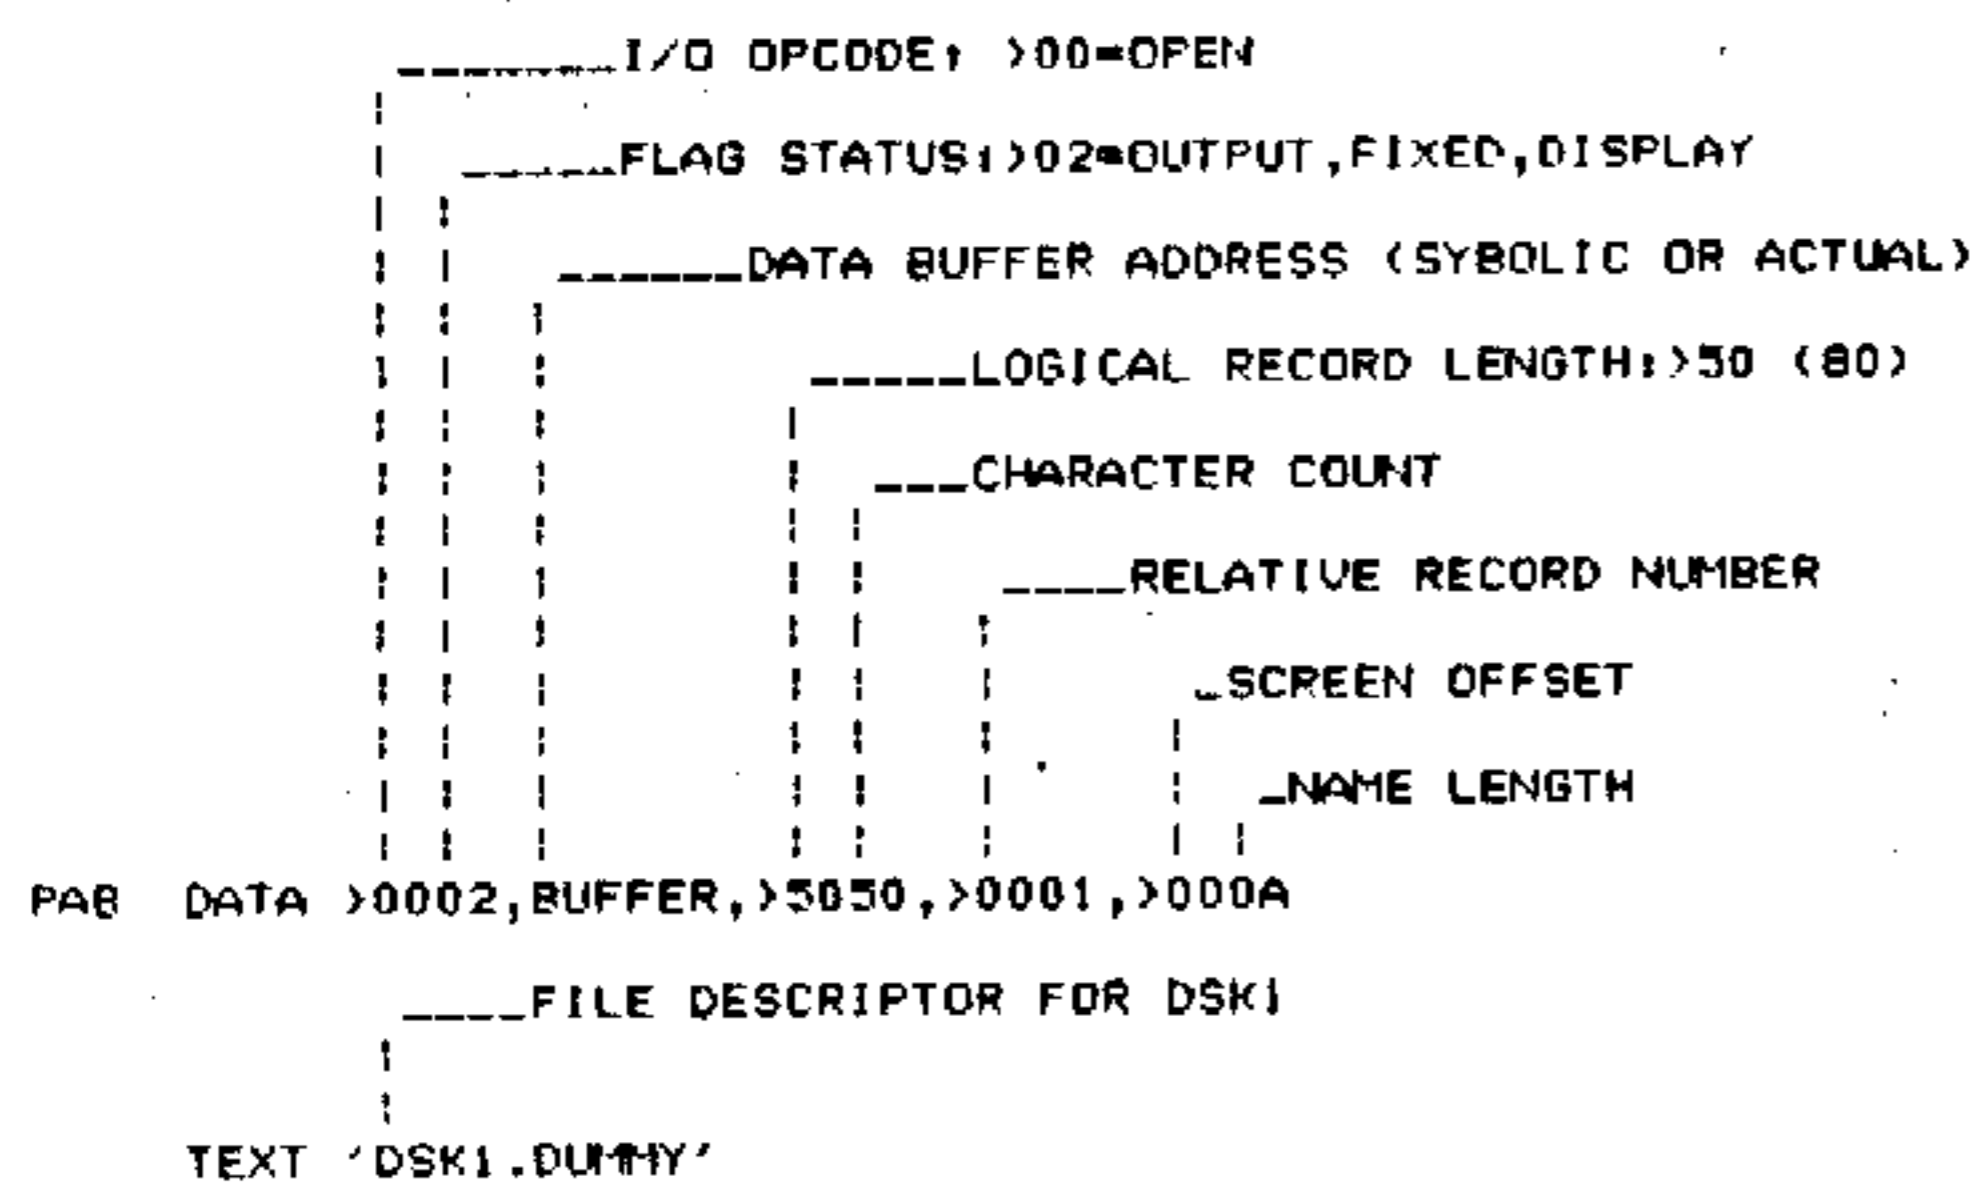 I/O OPCODE: >00=OPEN
FLAG STATUS:>02=OUTPUT,FIXED,DISPLAY
DATA BUFFER ADDRESS (SYBOLIC OR ACTUAL)
LOGICAL RECORD LENGTH:>50 (80)
CHARACTER COUNT
RELATIVE RECORD NUMBER
SCREEN OFFSET
NAME LENGTH
PAB DATA >0002,BUFFER,>5050,>0001,>000A
FILE DESCRIPTOR FOR DSK1
TEXT 'DSK1.DUMMY'